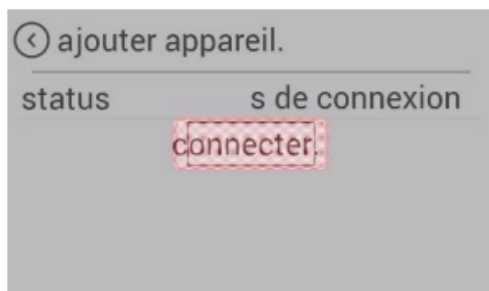 ajouter appareil.
status s de connexion
connecter.